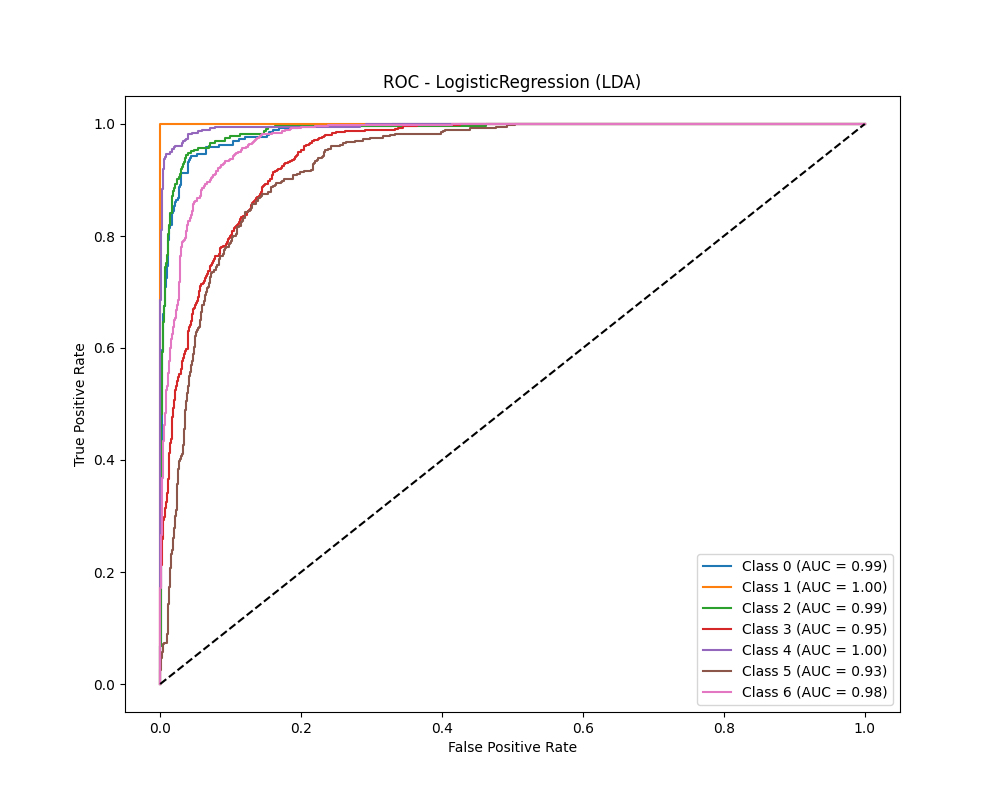 ROC - LogisticRegression (LDA)
1.0
0.8
0.6
0.4
0.2
0.0
True Positive Rate
0.0 0.2 0.4 0.6 0.8 1.0
False Positive Rate
Class 0 (AUC = 0.99)
Class 1 (AUC = 1.00)
Class 2 (AUC = 0.99)
Class 3 (AUC = 0.95)
Class 4 (AUC = 1.00)
Class 5 (AUC = 0.93)
Class 6 (AUC = 0.98)